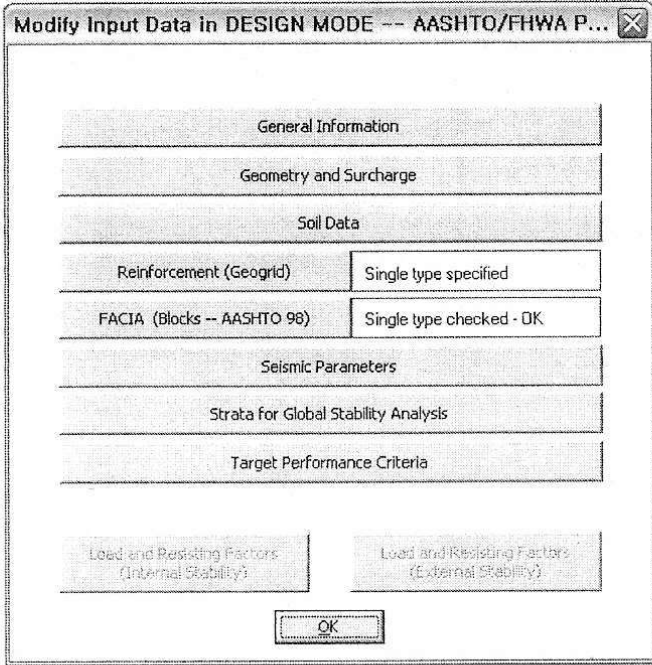 Modify Input Data in DESIGN MODE -- AASHTO/FHWA P...
General Information
Geometry and Surcharge
Soil Data
Reinforcement (Geogrid) Single type specified
FACIA (Blocks -- AASHTO 98) Single type checked - OK
Seismic Parameters
Strata for Global Stability Analysis
Target Performance Criteria
Load and Resisting Factors Load and Resisting Factors
(Internal Stability) (External Stability)
OK